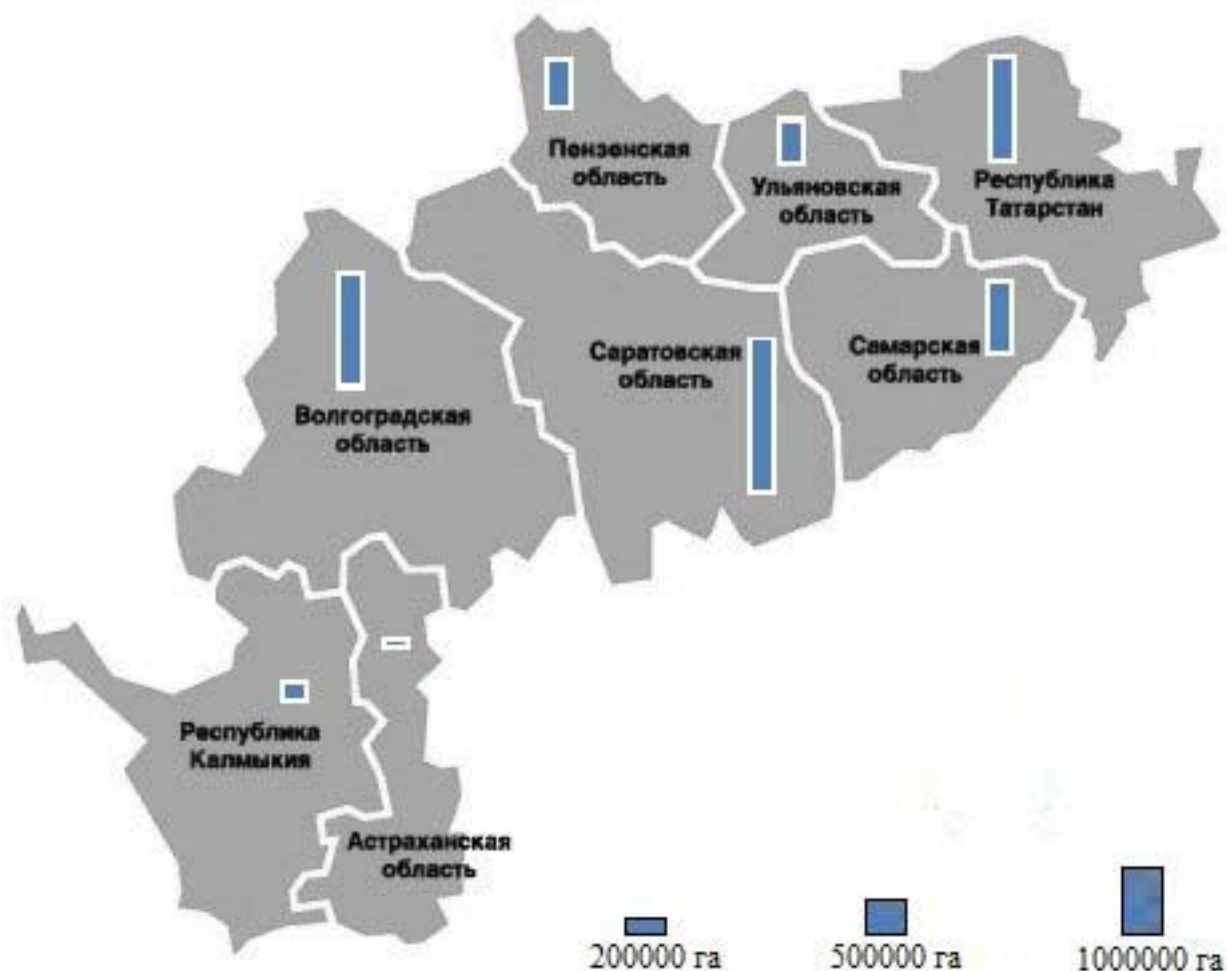 Пензенская
область
Ульяновская
область
Республика
Татарстан
Саратовская
область
Самарская
область
Волгоградская
область
Республика
Калмыкия
Астраханская
область
200000 га
500000 га
1000000 га